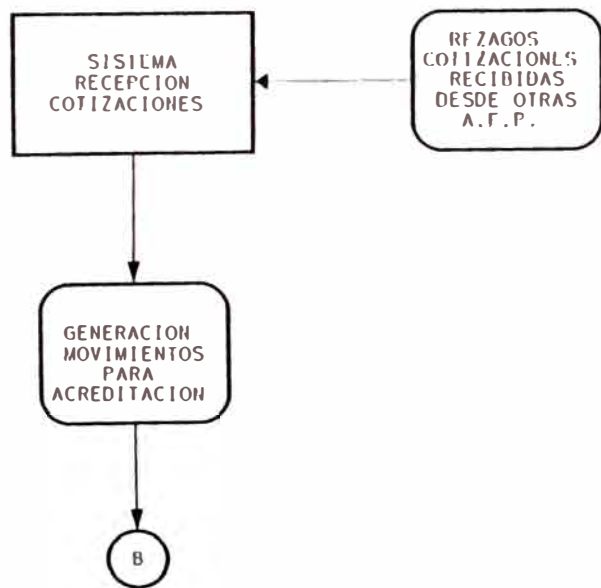 SISTEMA
RECEPCION
COTIZACIONES
REZAGOS
COTIZACIONES
RECIBIDAS
DESDE OTRAS
A.F.P.
GENERACION
MOVIMIENTOS
PARA
ACREDITACION
B